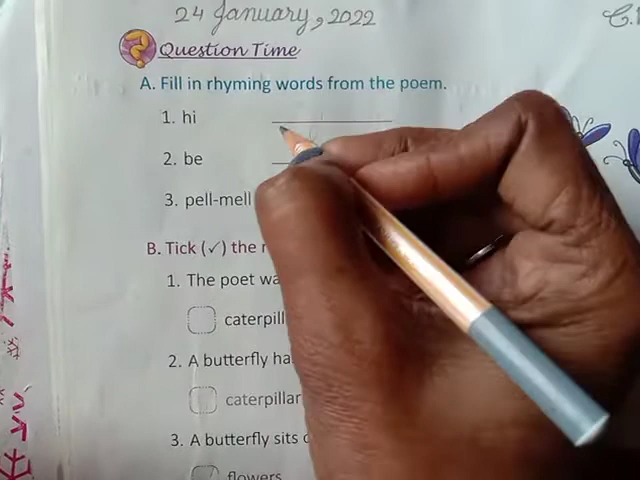 24 January, 2022
Question Time
A. Fill in rhyming words from the poem.
1. hi
2. be
3. pell-mell
B. Tick (✓) the
1. The poet
caterpill
2. A butterfly ha
caterpillar
3. A butterfly sits
flowers